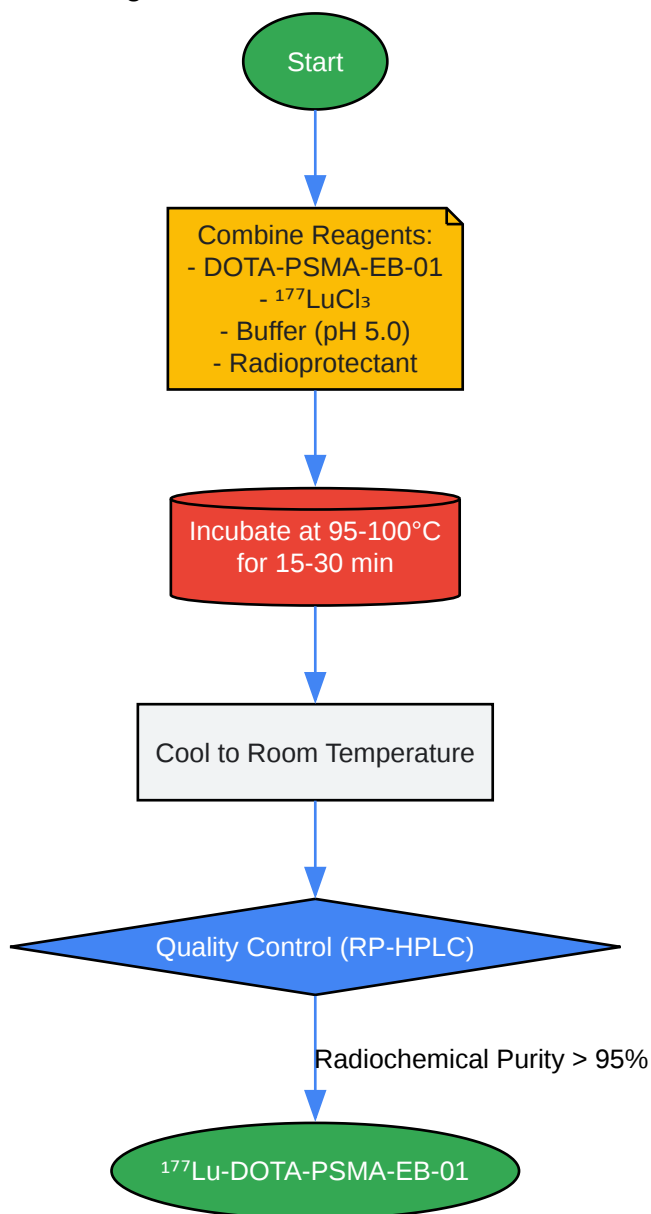 Start
Combine Reagents:
- DOTA-PSMA-EB-01
- ¹⁷⁷LuCl₃
- Buffer (pH 5.0)
- Radioprotectant
Incubate at 95-100°C
for 15-30 min
Cool to Room Temperature
Quality Control (RP-HPLC)
Radiochemical Purity > 95%
¹⁷⁷Lu-DOTA-PSMA-EB-01